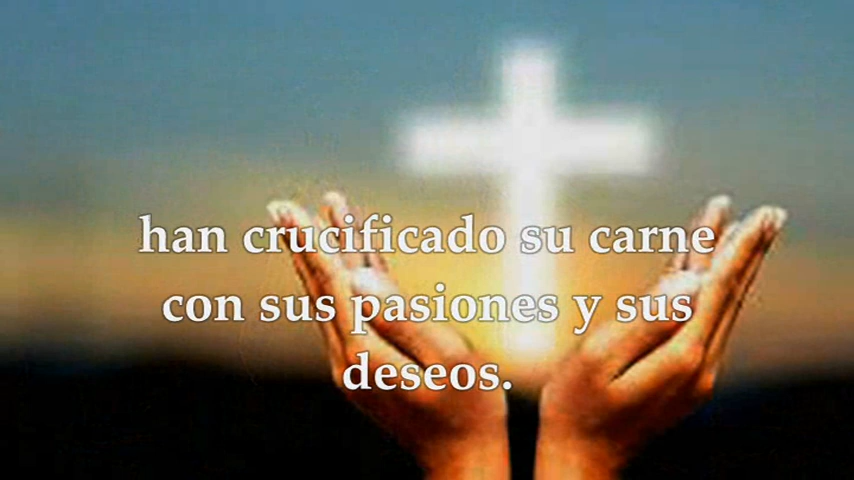 han crucificado su carne
con sus pasiones y sus
deseos.